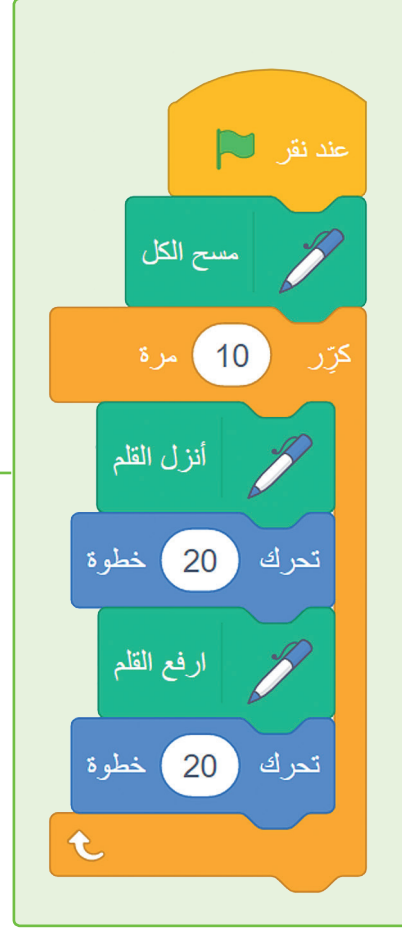 عند نقر
مسح الكل
كرِّر 10 مرة
أنزل القلم
تحرك 20 خطوة
ارفع القلم
تحرك 20 خطوة